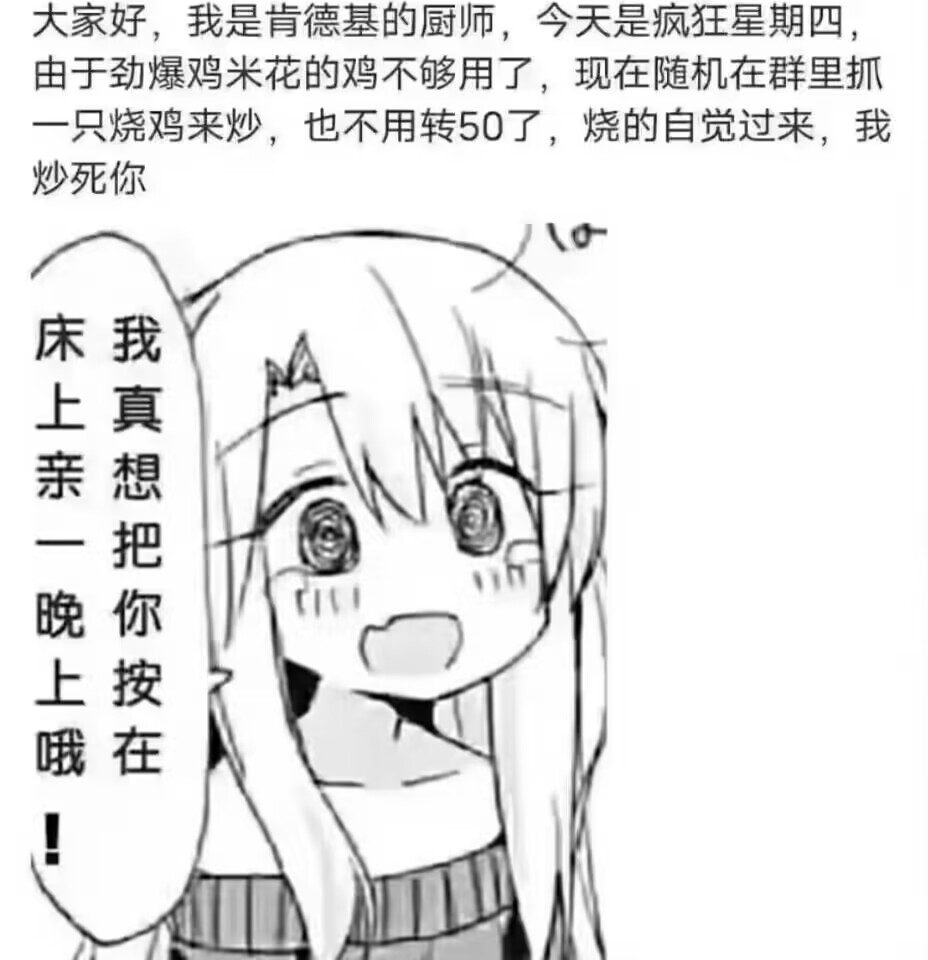 大家好，我是肯德基的厨师，今天是疯狂星期四，
由于劲爆鸡米花的鸡不够用了，现在随机在群里抓
一只烧鸡来炒，也不用转50了，烧的自觉过来，我
炒死你
我真想把你按在
床上亲一晚上哦！